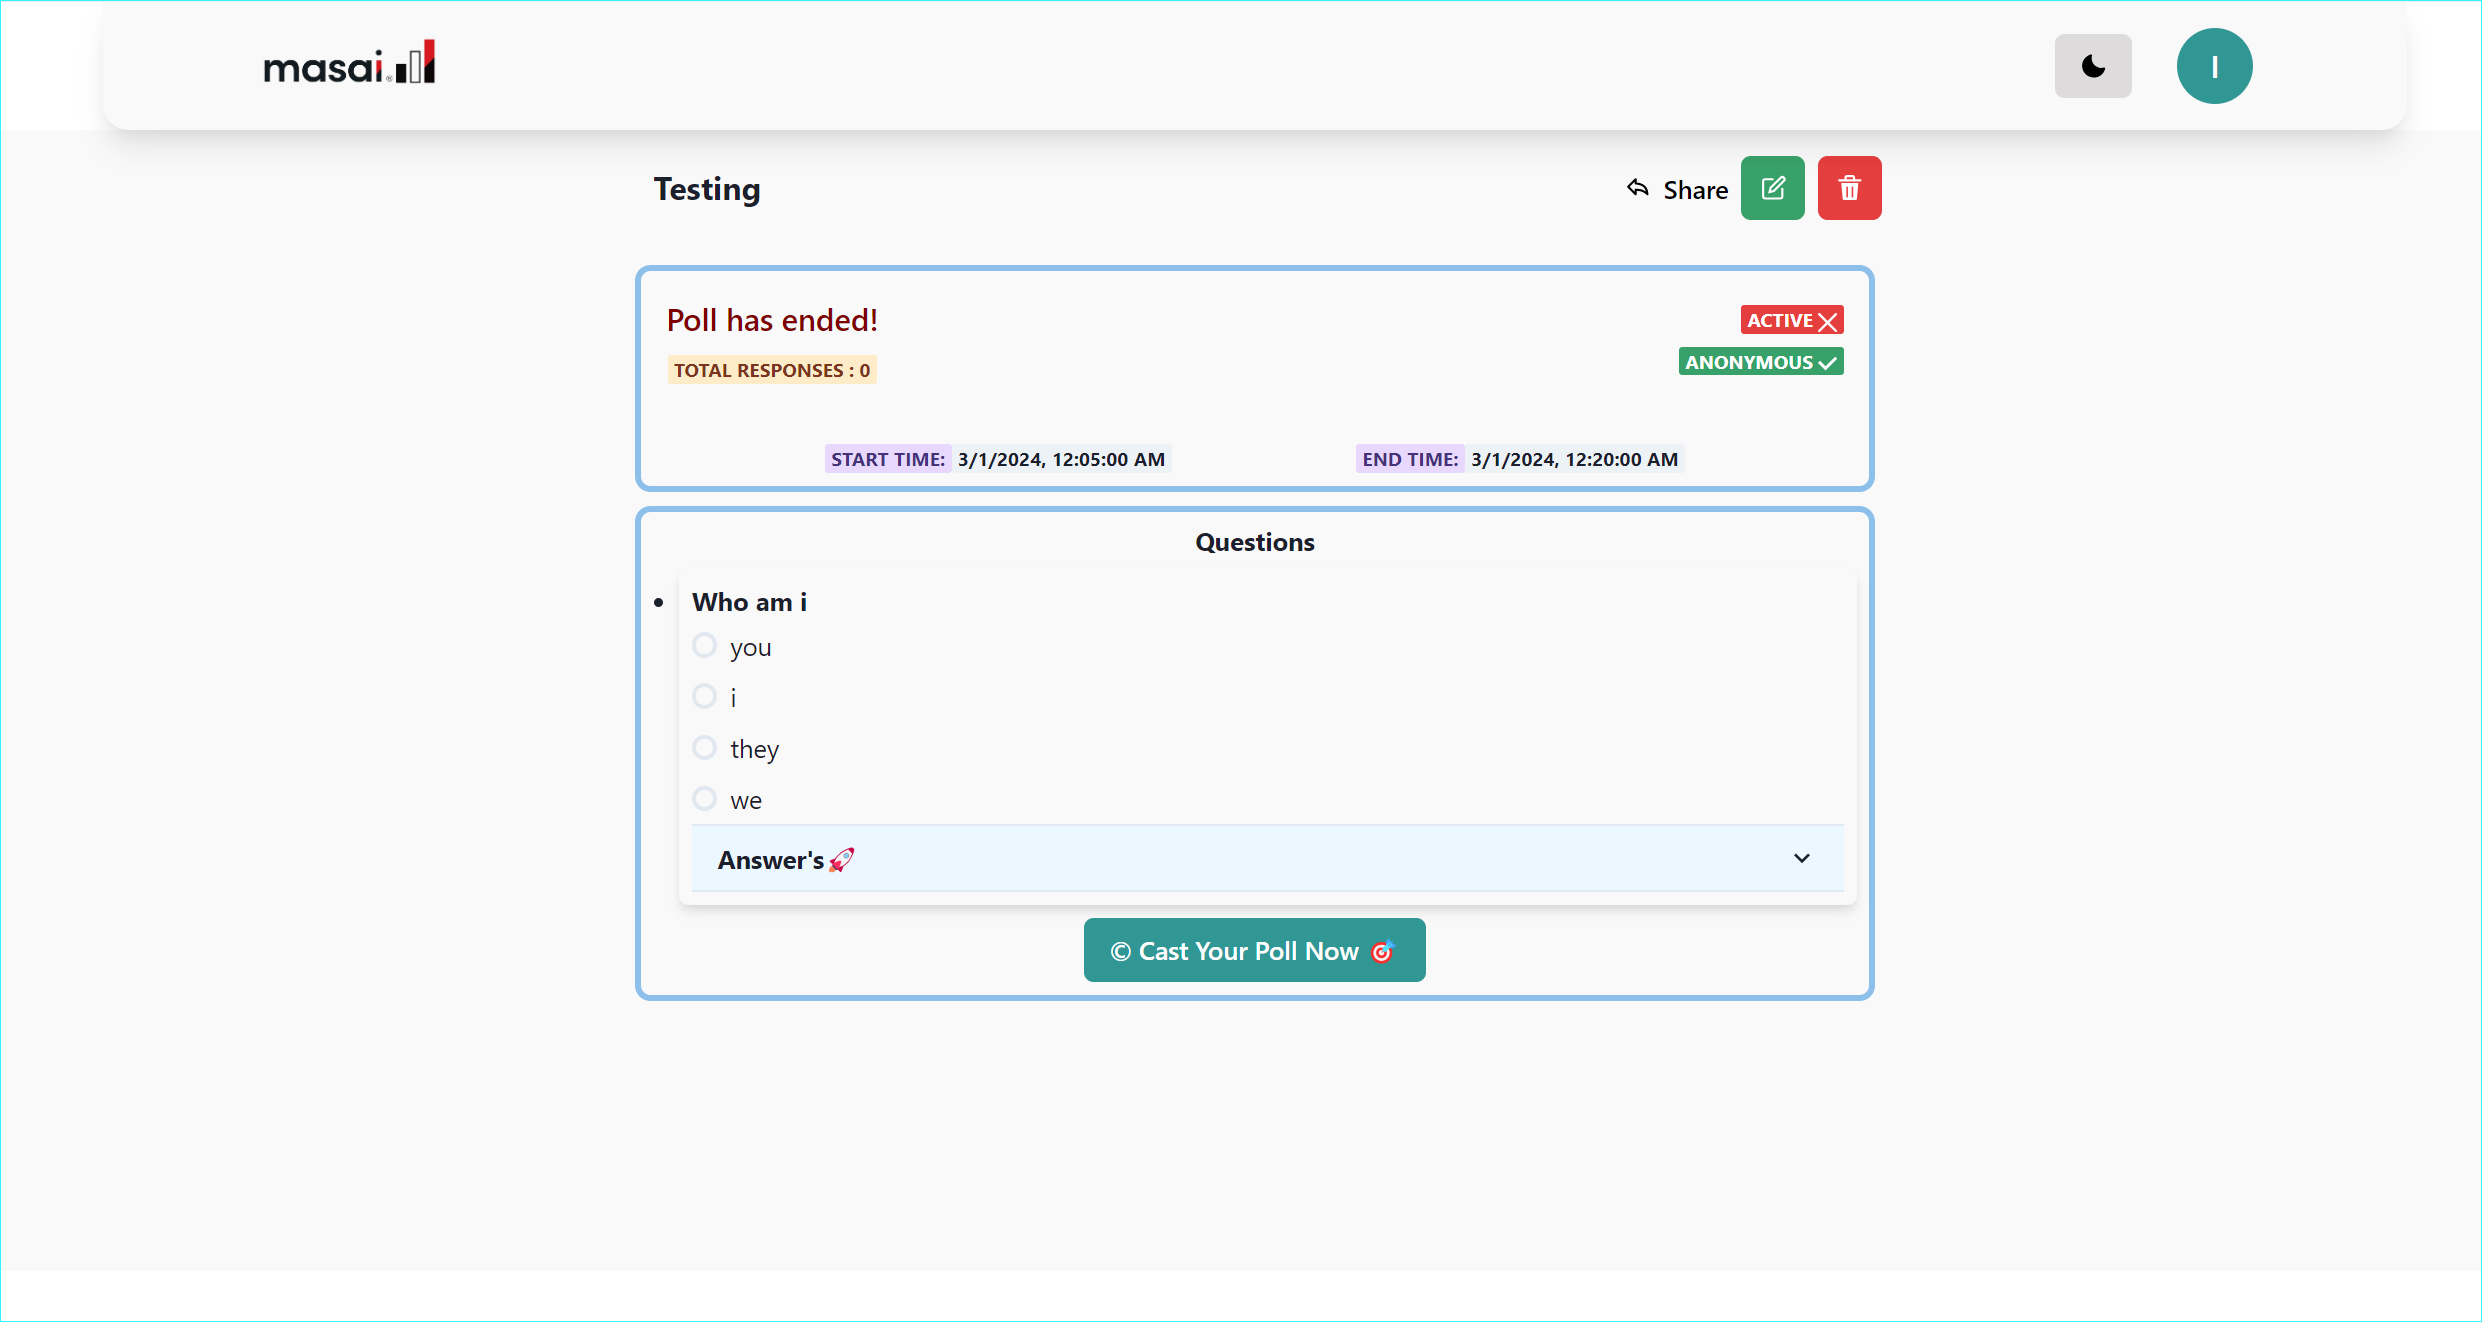 masai®
I
Testing
Share
Poll has ended!
ACTIVE
TOTAL RESPONSES : 0
ANONYMOUS
START TIME: 3/1/2024, 12:05:00 AM
END TIME: 3/1/2024, 12:20:00 AM
Questions
Who am i
you
i
they
we
Answer's🚀
© Cast Your Poll Now 🎯